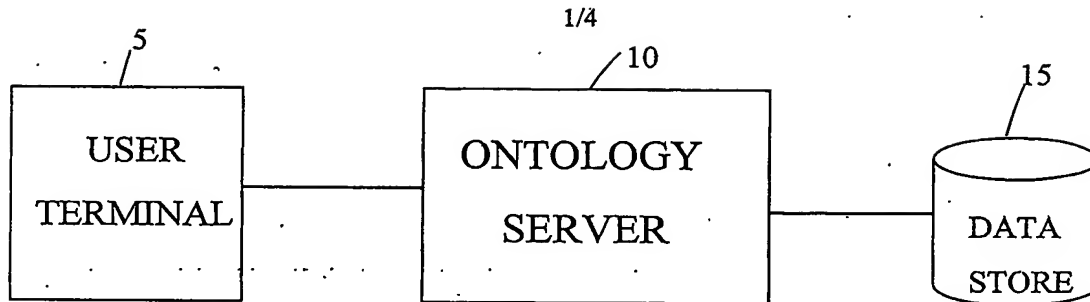 1/4
5
10
15
USER
TERMINAL
ONTOLOGY
SERVER
DATA
STORE